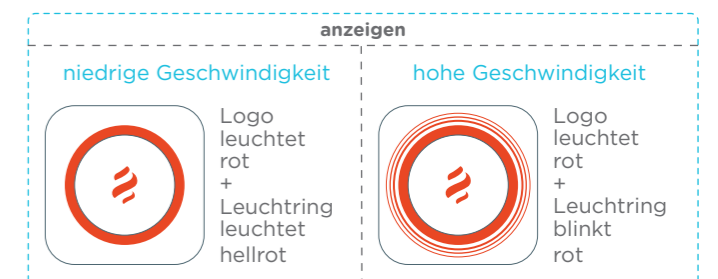 anzeigen
niedrige Geschwindigkeit
Logo
leuchtet
rot
+
Leuchtring
leuchtet
hellrot
hohe Geschwindigkeit
Logo
leuchtet
rot
+
Leuchtring
blinkt
rot